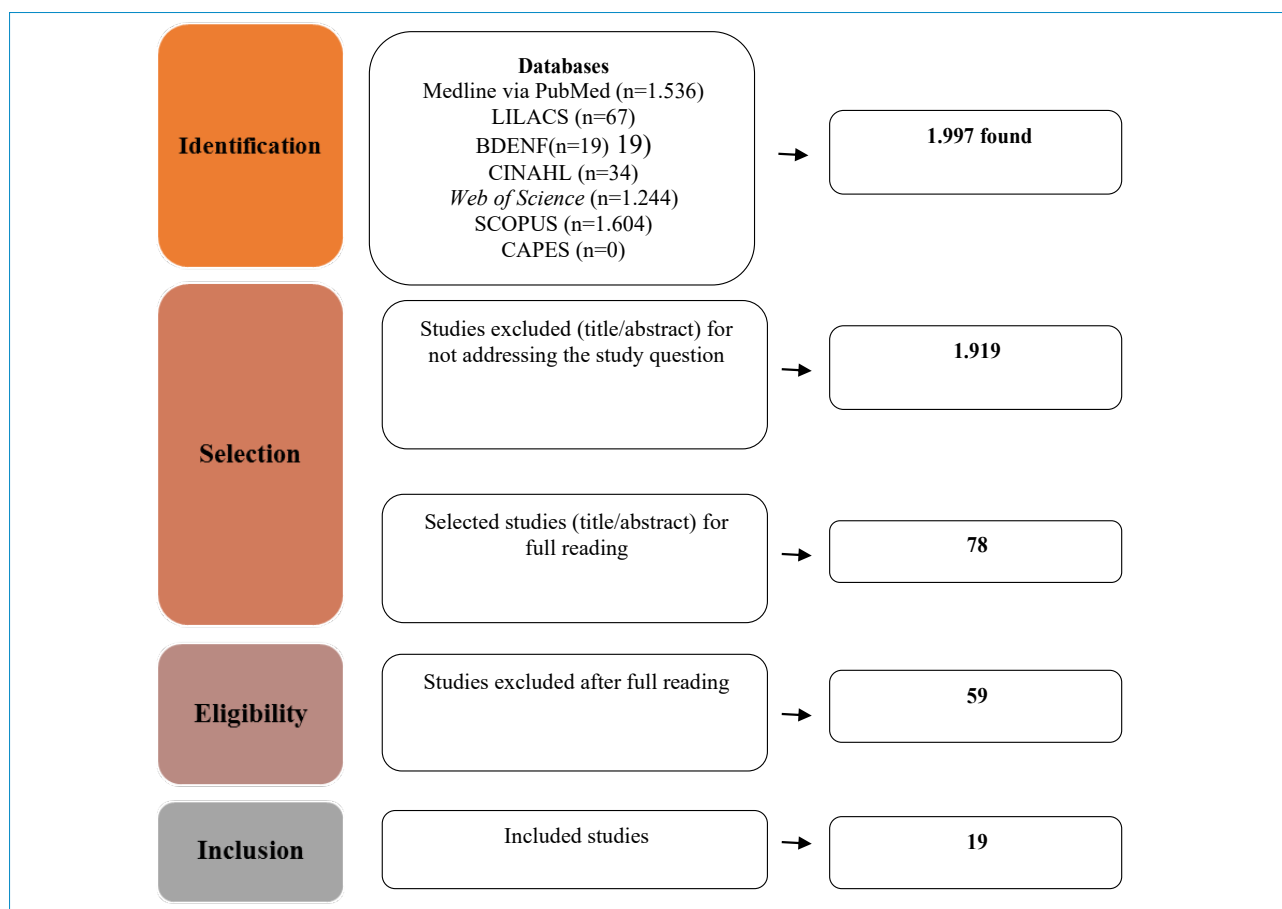 Identification
Databases
Medline via PubMed (n=1.536)
LILACS (n=67)
BDENF(n=19) 19)
CINAHL (n=34)
Web of Science (n=1.244)
SCOPUS (n=1.604)
CAPES (n=0)
1.997 found
Selection
Studies excluded (title/abstract) for
not addressing the study question
1.919
Selected studies (title/abstract) for
full reading
78
Eligibility
Studies excluded after full reading
59
Inclusion
Included studies
19